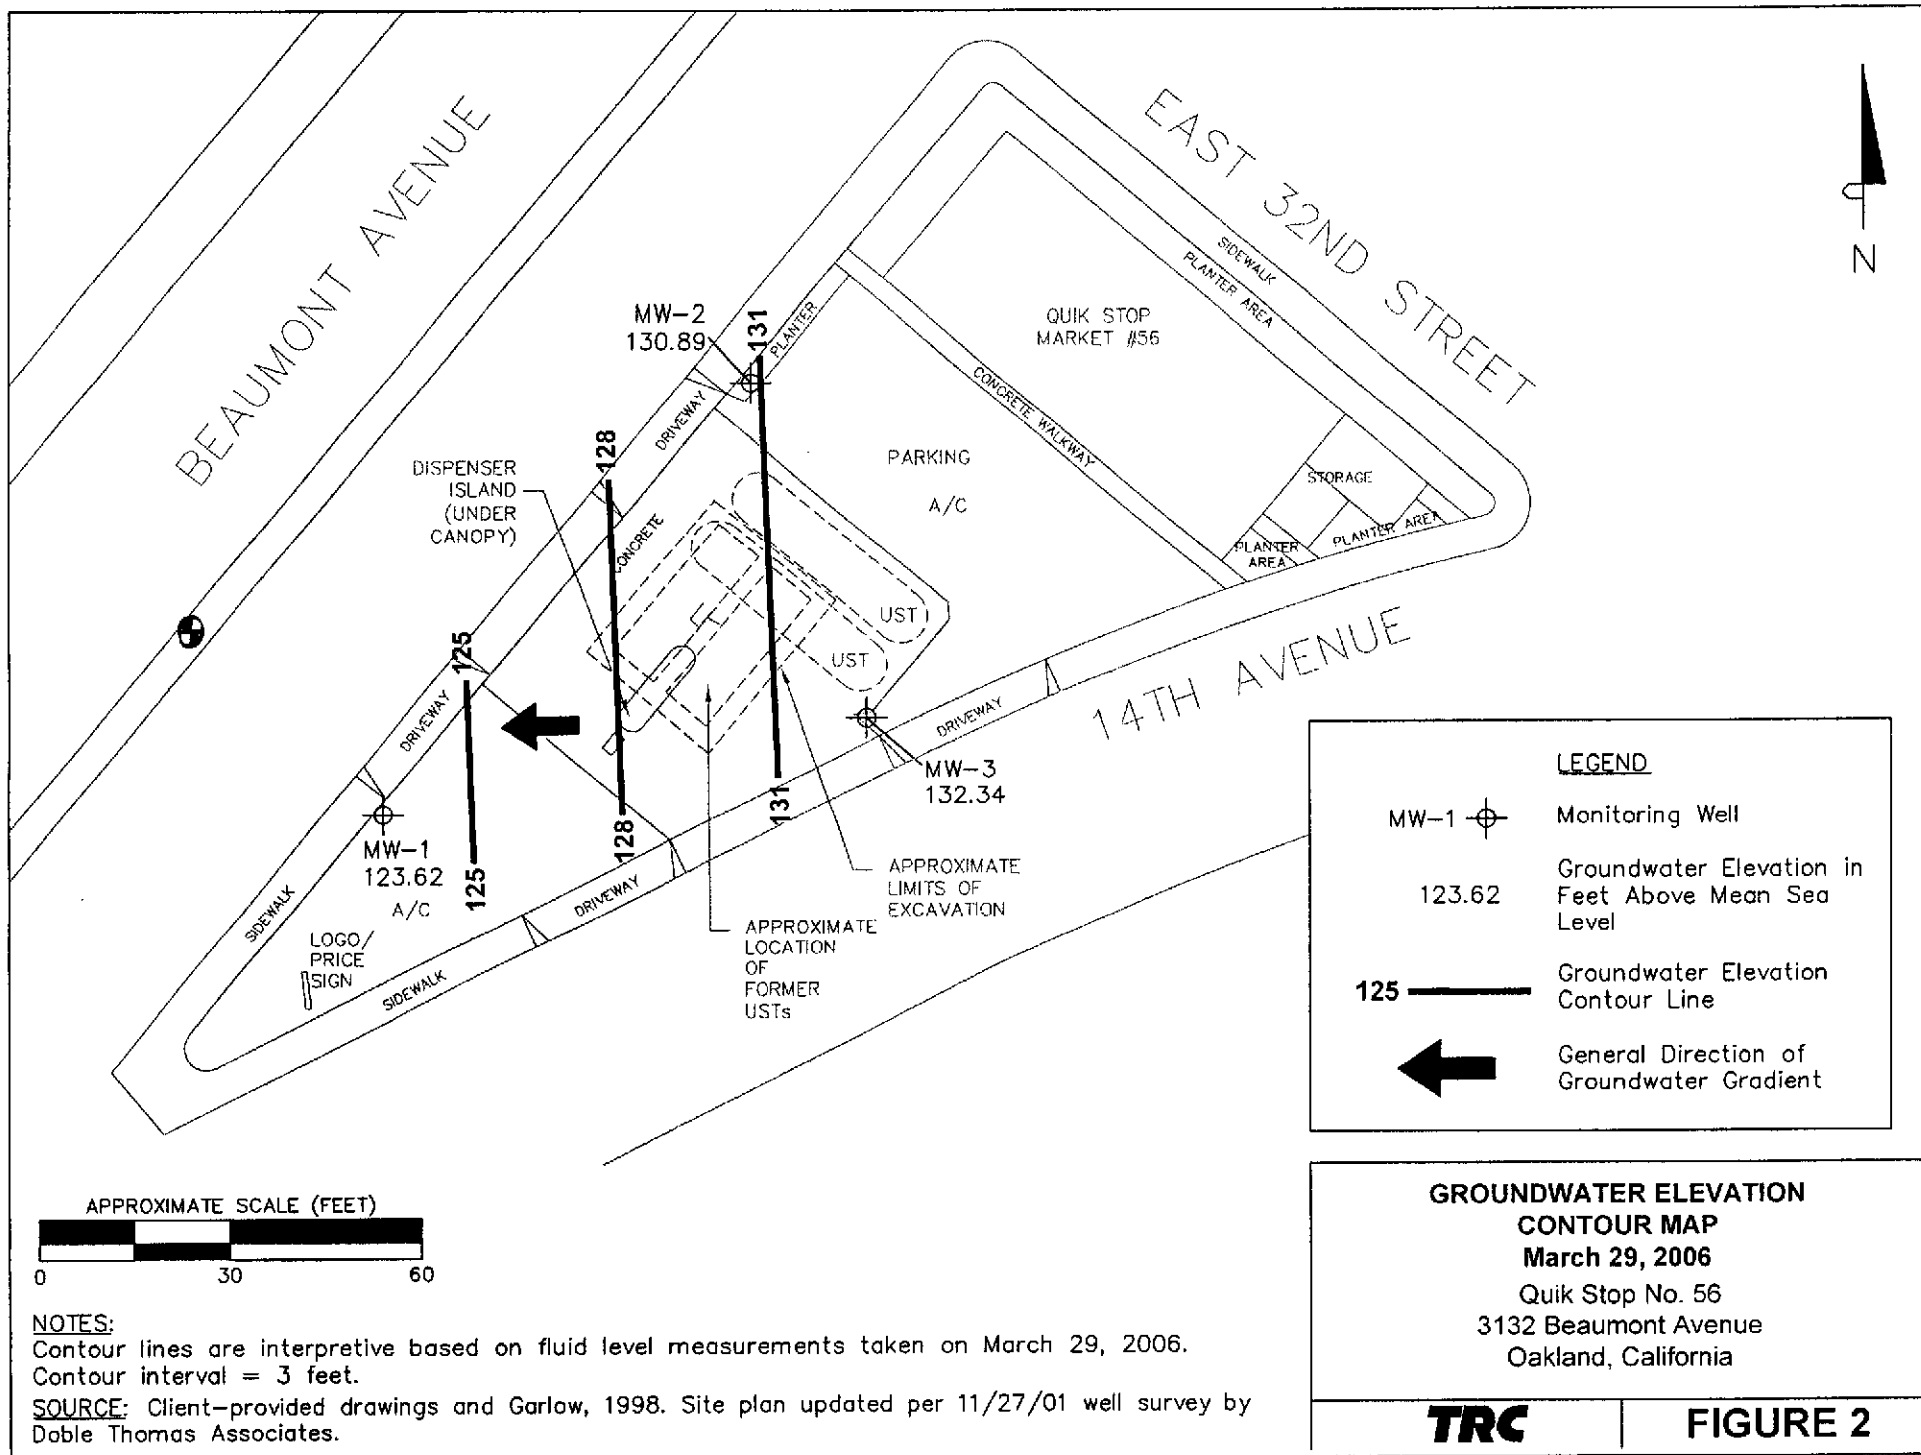 BEAUMONT AVENUE
EAST 32ND STREET
14TH AVENUE
N
MW-2
130.89
131
PLANTER
SIDEWALK
PLANTER AREA
QUIK STOP
MARKET #56
CONCRETE WALKWAY
DRIVEWAY
128
DISPENSER
ISLAND
(UNDER
CANOPY)
CONCRETE
PARKING
A/C
STORAGE
PLANTER AREA
PLANTER
AREA
UST
UST
125
DRIVEWAY
DRIVEWAY
MW-3
132.34
131
128
125
MW-1
123.62
A/C
SIDEWALK
LOGO/
PRICE
SIGN
SIDEWALK
DRIVEWAY
APPROXIMATE
LIMITS OF
EXCAVATION
APPROXIMATE
LOCATION
OF
FORMER
USTs
LEGEND
MW-1 Monitoring Well
123.62 Groundwater Elevation in
Feet Above Mean Sea
Level
125 Groundwater Elevation
Contour Line
General Direction of
Groundwater Gradient
APPROXIMATE SCALE (FEET)
0 30 60
NOTES:
Contour lines are interpretive based on fluid level measurements taken on March 29, 2006.
Contour interval = 3 feet.
SOURCE: Client-provided drawings and Garlow, 1998. Site plan updated per 11/27/01 well survey by
Doble Thomas Associates.
GROUNDWATER ELEVATION
CONTOUR MAP
March 29, 2006
Quik Stop No. 56
3132 Beaumont Avenue
Oakland, California
TRC FIGURE 2